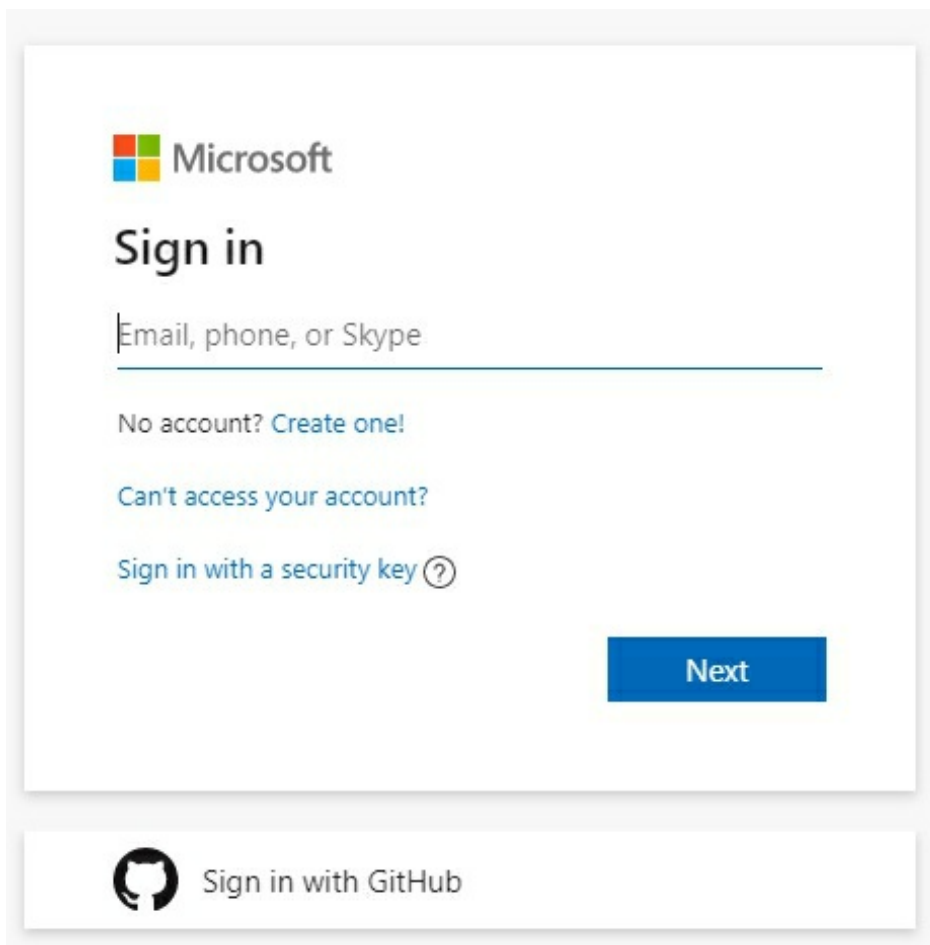 Microsoft
Sign in
Email, phone, or Skype
No account? Create one!
Can't access your account?
Sign in with a security key ?
Next
Sign in with GitHub